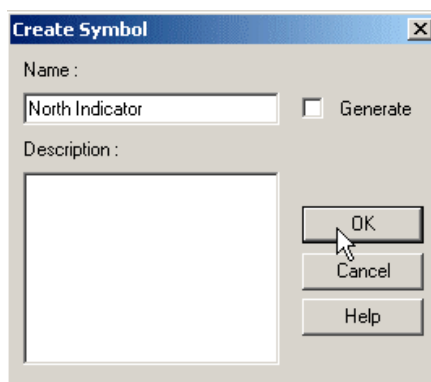 Create Symbol
Name :
North Indicator
Generate
Description :
OK
Cancel
Help